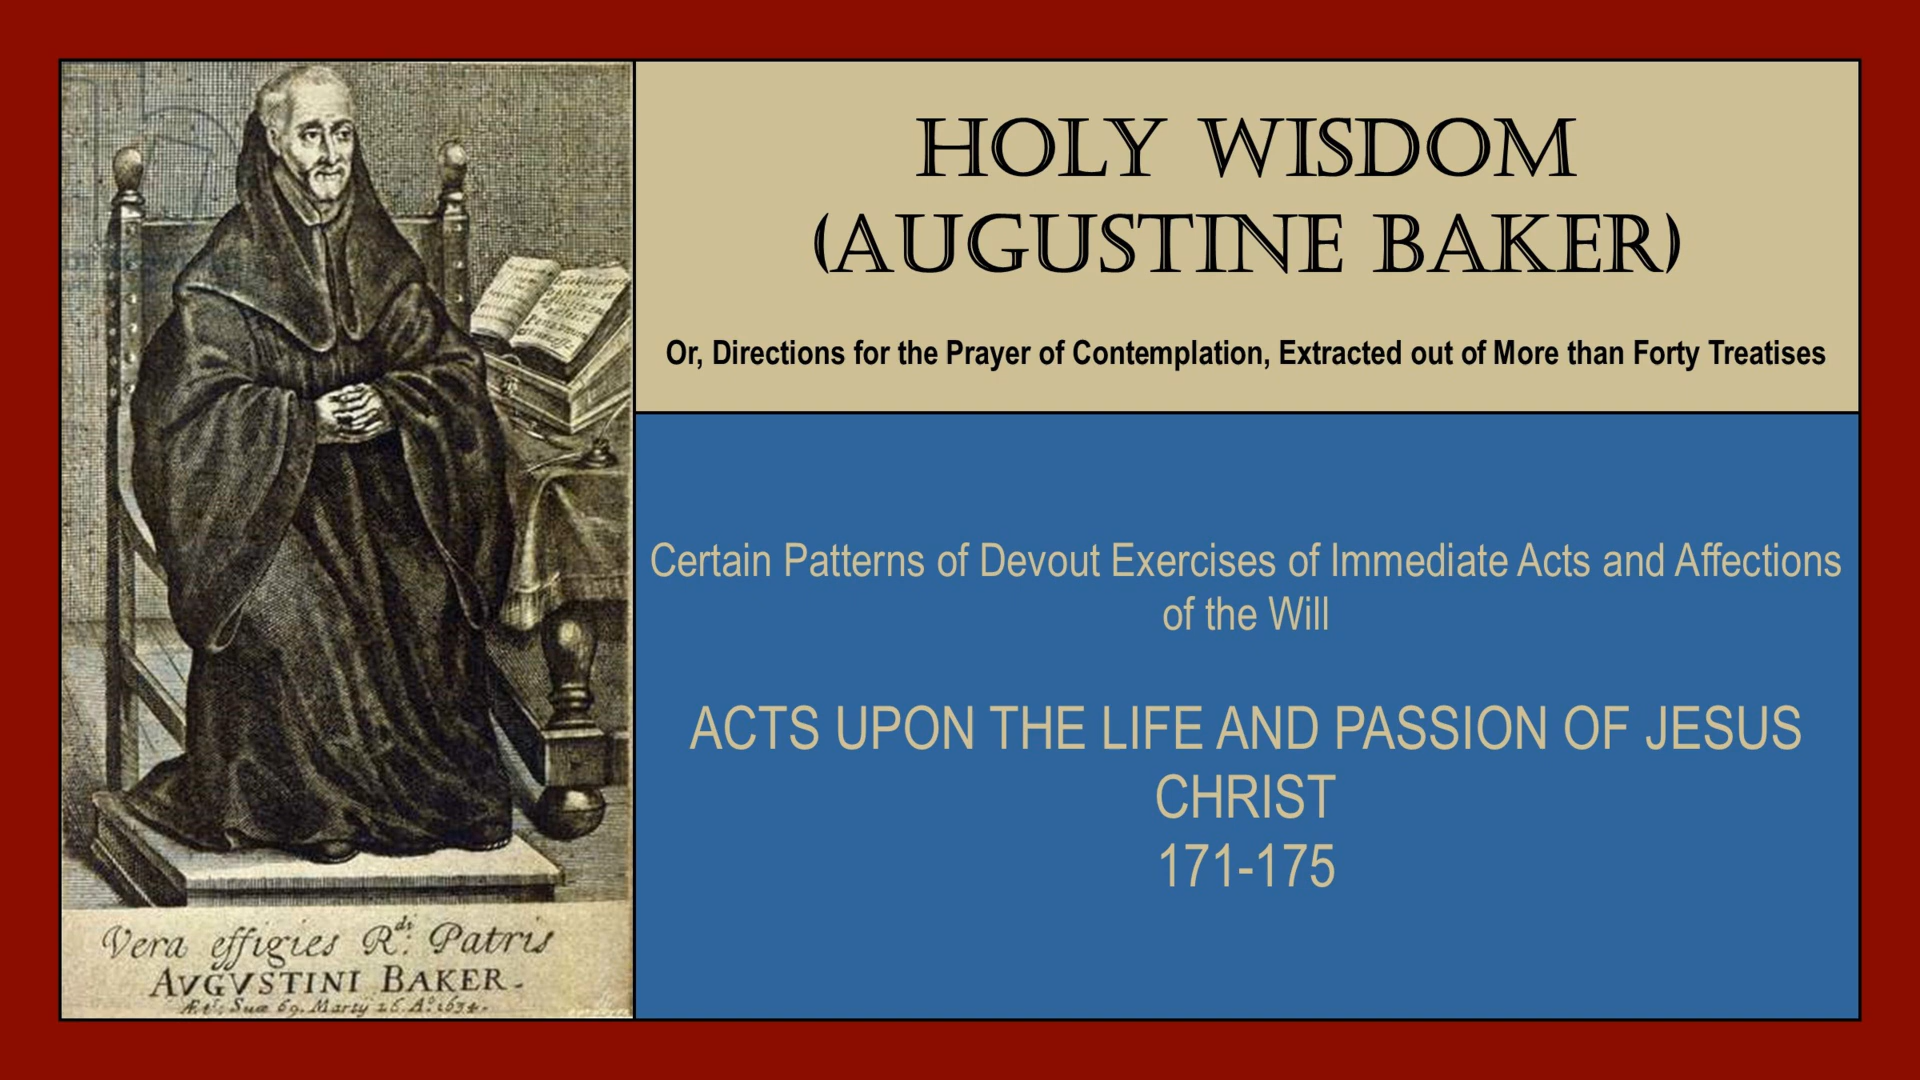 HOLY WISDOM
(AUGUSTINE BAKER)
Or, Directions for the Prayer of Contemplation, Extracted out of More than Forty Treatises
Certain Patterns of Devout Exercises of Immediate Acts and Affections
of the Will
ACTS UPON THE LIFE AND PASSION OF JESUS
CHRIST
171-175
Vera effigies R.di Patris
AVGVSTINI BAKER.
Suæ 69.